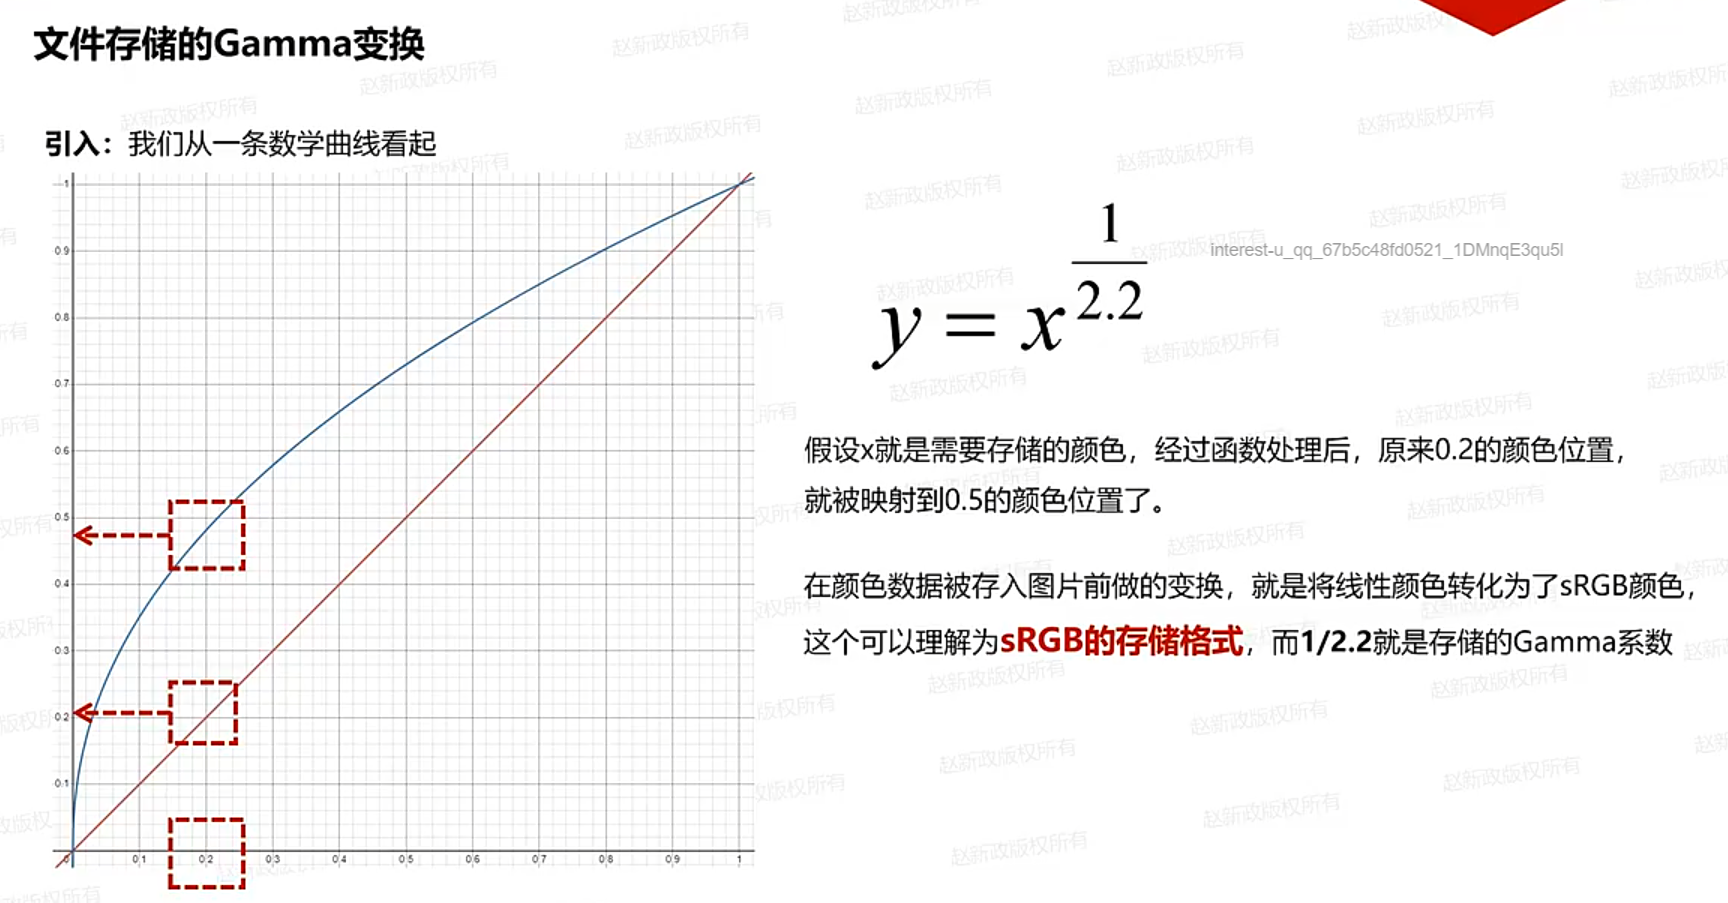 文件存储的Gamma变换
引入：我们从一条数学曲线看起
1
0.9
0.8
0.7
0.6
0.5
0.4
0.3
0.2
0.1
0 0.1 0.2 0.3 0.4 0.5 0.6 0.7 0.8 0.9 1
y = x^(1/2.2)
interest-u_qq_67b5c48fd0521_1DMnqE3qu5l
假设x就是需要存储的颜色，经过函数处理后，原来0.2的颜色位置，
就被映射到0.5的颜色位置了。
在颜色数据被存入图片前做的变换，就是将线性颜色转化为了sRGB颜色，
这个可以理解为sRGB的存储格式，而1/2.2就是存储的Gamma系数
赵新政版权所有